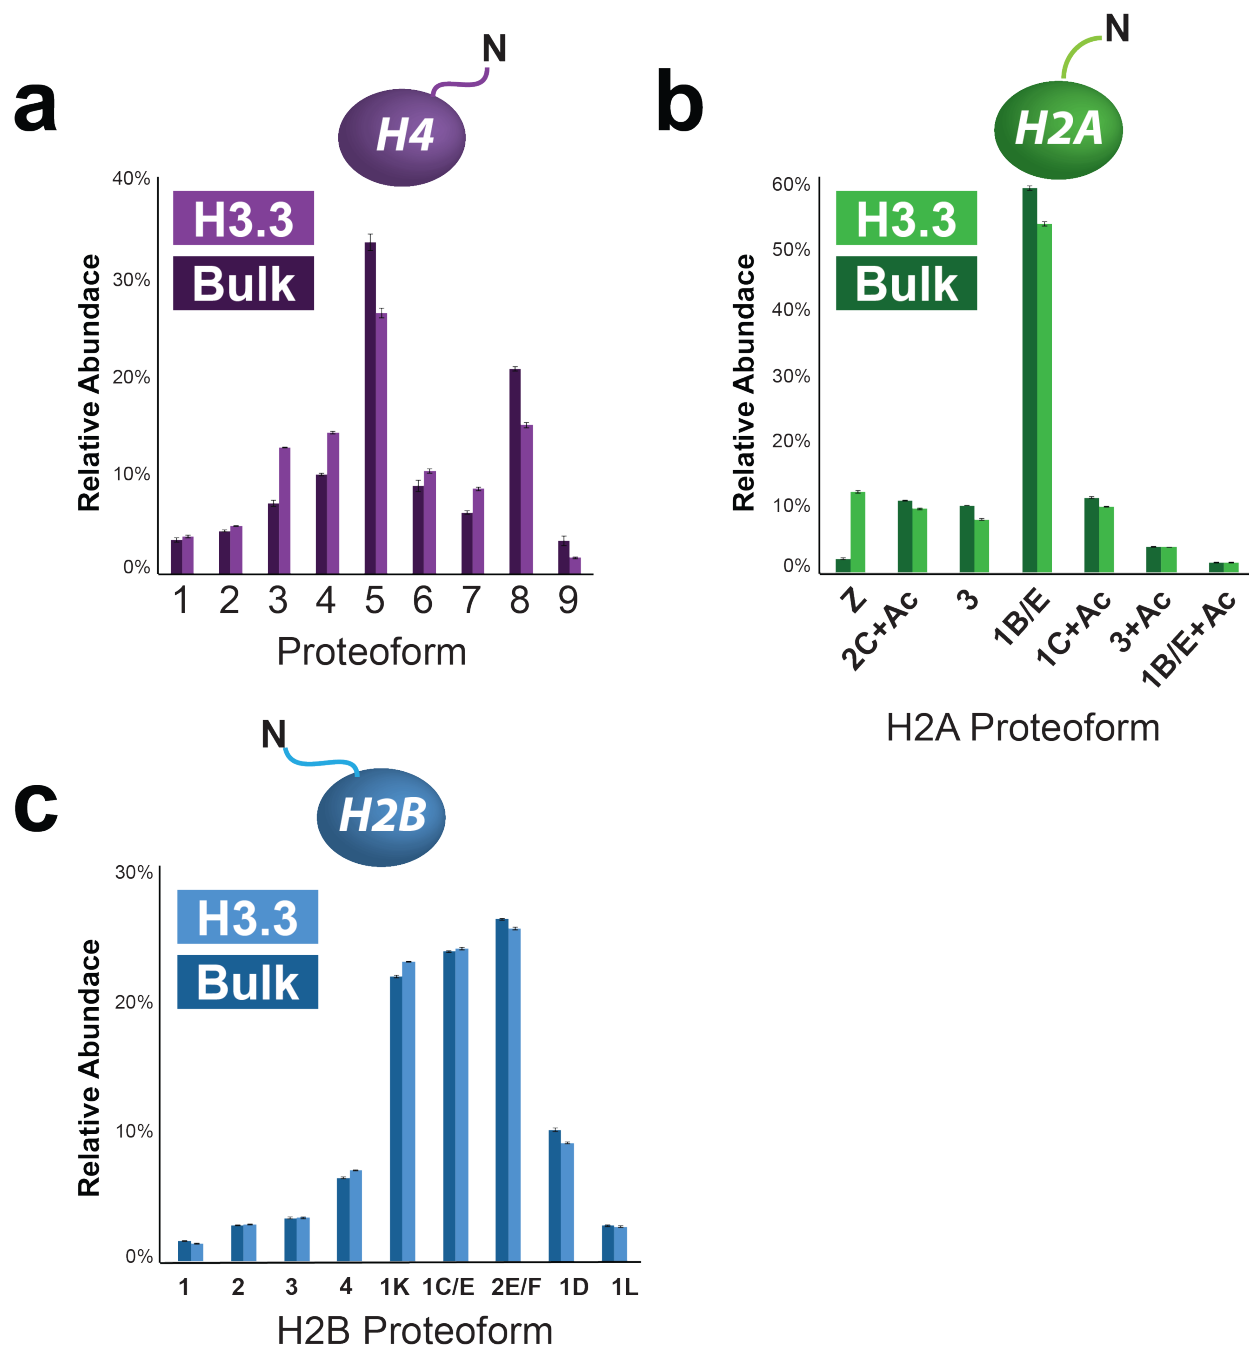 a
N
H4
40%
30%
20%
10%
0%
Relative Abundace
H3.3
Bulk
1 2 3 4 5 6 7 8 9
Proteoform
b
N
H2A
60%
50%
40%
30%
20%
10%
0%
Relative Abundace
H3.3
Bulk
Z 2C+Ac 3 1B/E 1C+Ac 3+Ac 1B/E+Ac
H2A Proteoform
c
N
H2B
30%
20%
10%
0%
Relative Abundace
H3.3
Bulk
1 2 3 4 1K 1C/E 2E/F 1D 1L
H2B Proteoform